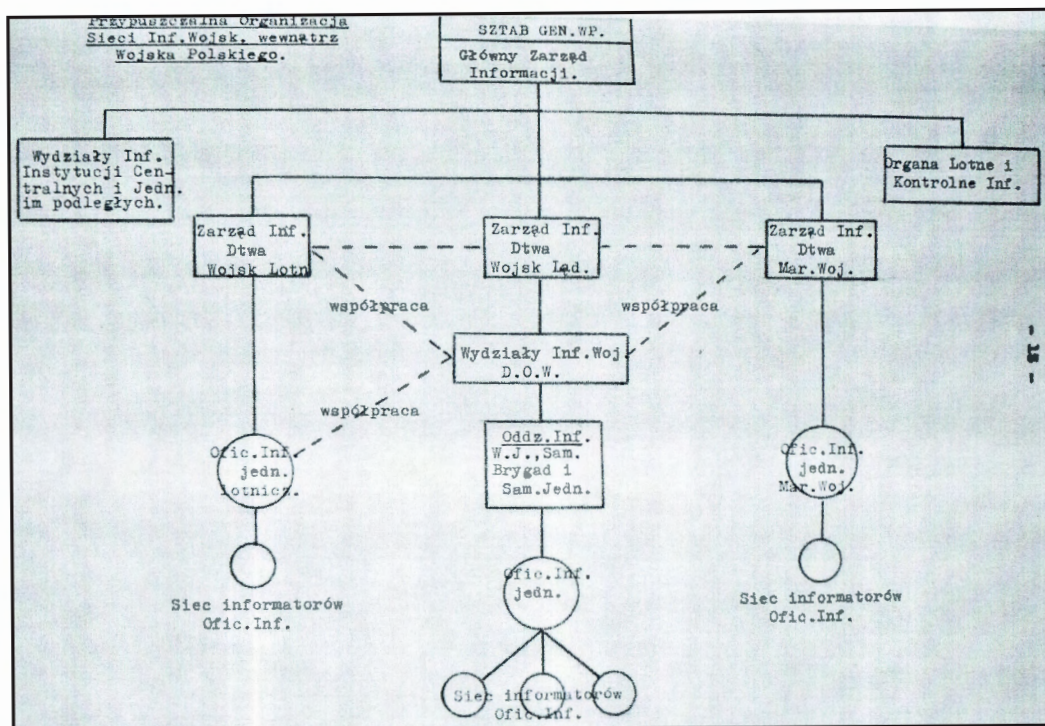 Przypuszczalna Organizacja
Sieci Inf.Wojsk. wewnątrz
Wojska Polskiego.
SZTAB GEN.WP.
Główny Zarząd
Informacji.
Wydziały Inf.
Instytucji Cen-
tralnych i Jedn.
im podległych.
Organa Lotne i
Kontrolne Inf.
Zarząd Inf.
Dtwa
Wojsk Lotn
Zarząd Inf.
Dtwa
Wojsk Ląd.
Zarząd Inf.
Dtwa
Mar.Woj.
współpraca
współpraca
- 15 -
Wydziały Inf.Woj
D.O.W.
współpraca
Ofic.Inf.
jedn.
lotnicz.
Oddz.Inf.
W.J.,Sam.
Brygad i
Sam.Jedn.
Ofic.Inf.
jedn.
Mar.Woj.
Siec informatorów
Ofic.Inf.
Ofic.Inf.
jedn.
Siec informatorów
Ofic.Inf.
Siec informatorów
Ofic.Inf.